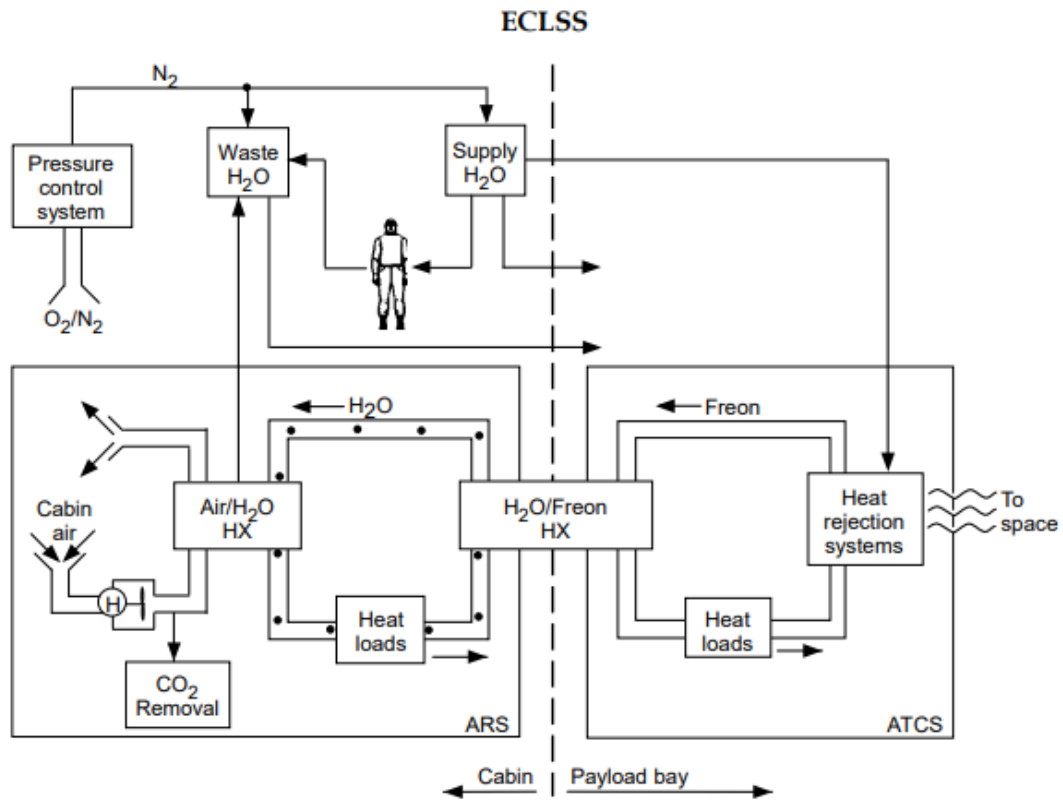 ECLSS
N2
Pressure
control
system
Waste
H2O
Supply
H2O
O2/N2
H2O
Freon
Cabin
air
Air/H2O
HX
H2O/Freon
HX
Heat
rejection
systems
To
space
H
Heat
loads
Heat
loads
CO2
Removal
ARS
ATCS
Cabin
Payload bay